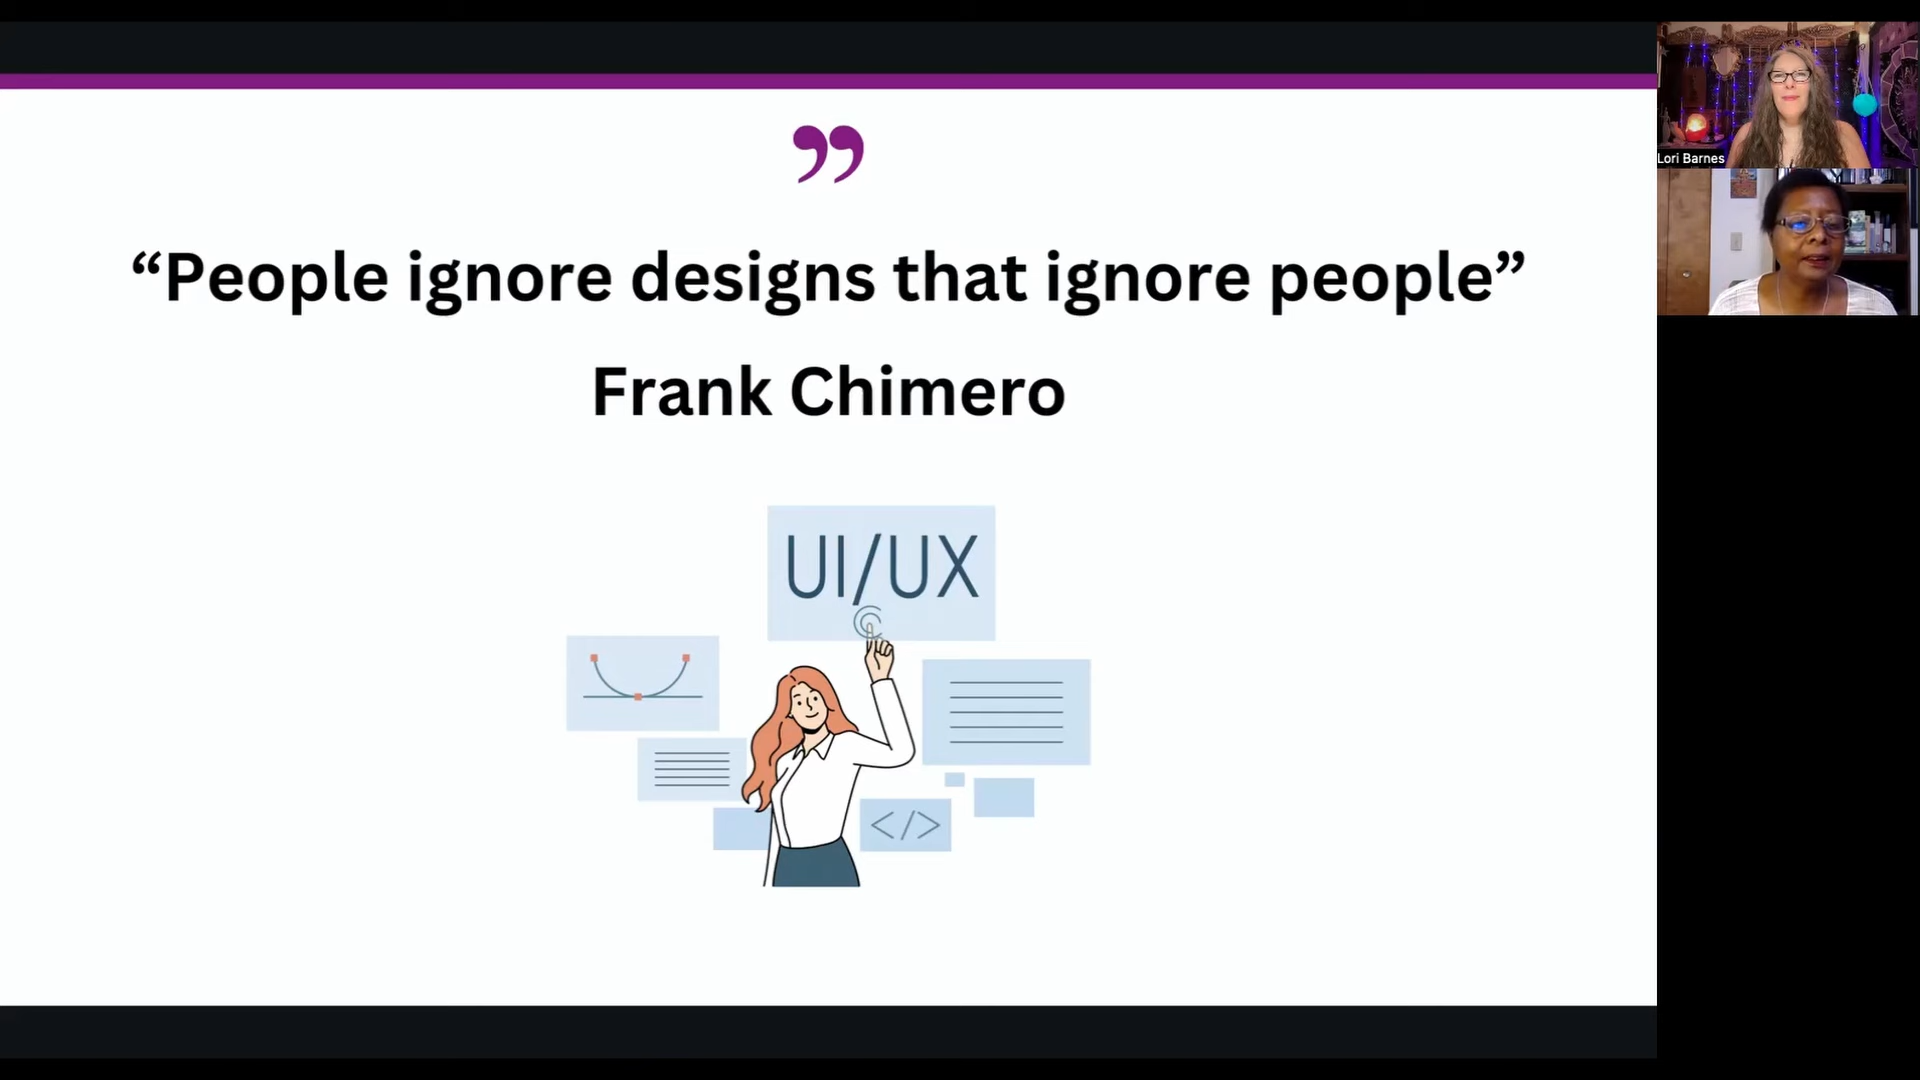 ”
“People ignore designs that ignore people”
Frank Chimero
UI/UX
</>
Lori Barnes